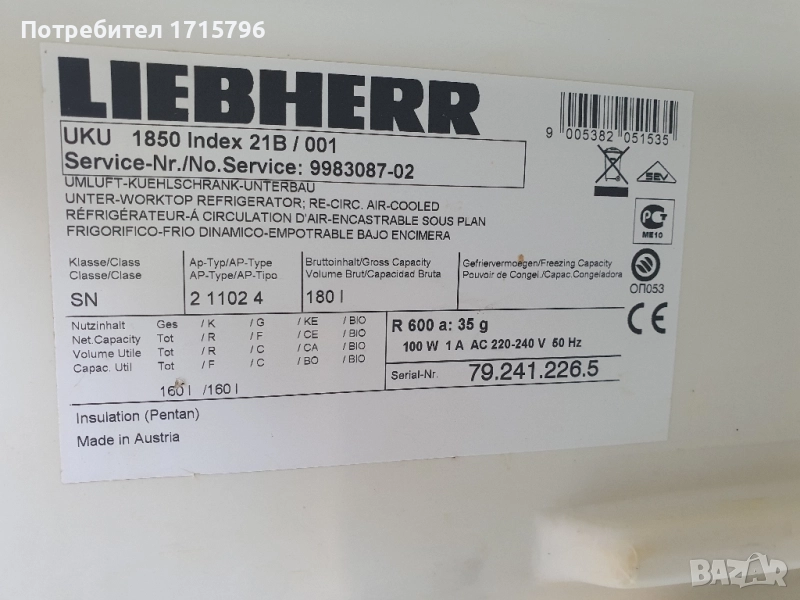 Потребител 1715796
LIEBHERR
UKU 1850 Index 21B / 001
Service-Nr./No.Service: 9983087-02
9 005382 051535
UMLUFT-KUEHLSCHRANK-UNTERBAU
UNTER-WORKTOP REFRIGERATOR; RE-CIRC. AIR-COOLED
RÉFRIGÉRATEUR-À CIRCULATION D'AIR-ENCASTRABLE SOUS PLAN
FRIGORIFICO-FRIO DINAMICO-EMPOTRABLE BAJO ENCIMERA
SEV
РСТ
ME10
ОП053
CE
Klasse/Class
Classe/Clase
SN
Ap-Typ/AP-Type
AP-Type/AP-Tipo
2 1102 4
Bruttoinhalt/Gross Capacity
Volume Brut/Capacidad Bruta
180 l
Gefriervermoegen/Freezing Capacity
Pouvoir de Congel./Capac.Congeladora
Nutzinhalt Ges / K / G / KE / BIO
Net.Capacity Tot / R / F / CE / BIO
Volume Utile Tot / R / C / CA / BIO
Capac. Util Tot / F / C / BO / BIO
160 l / 160 l
R 600 a: 35 g
100 W 1 A AC 220-240 V 50 Hz
Serial-Nr. 79.241.226.5
Insulation (Pentan)
Made in Austria
BAZAR